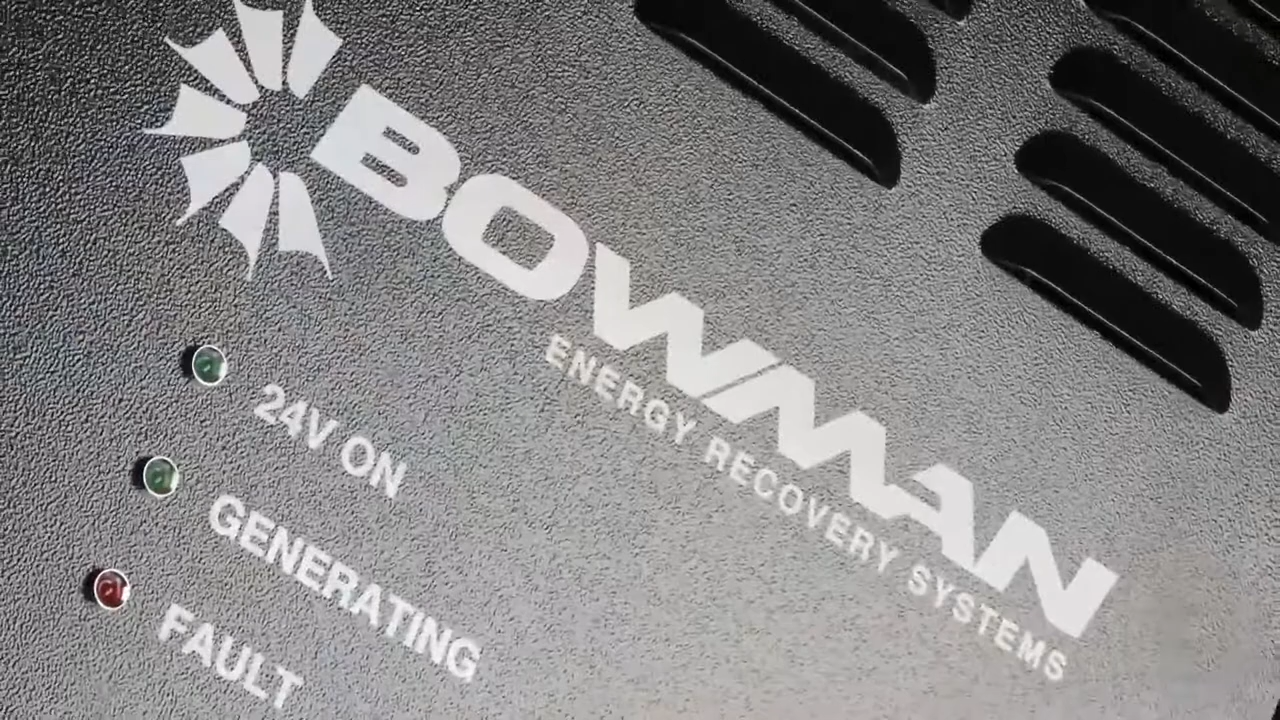 BOWMAN
ENERGY RECOVERY SYSTEMS
24V ON
GENERATING
FAULT